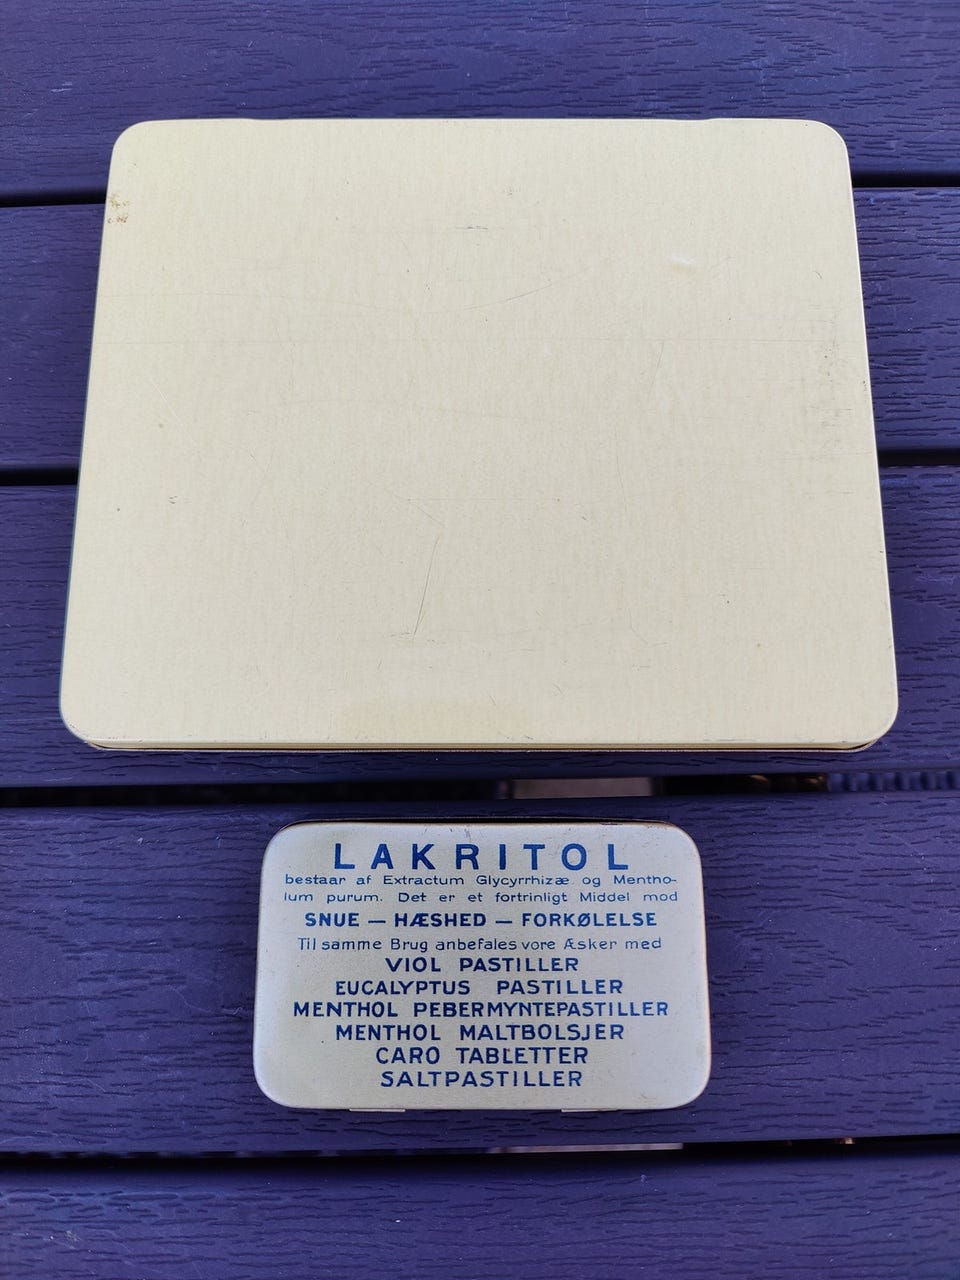 LAKRITOL
bestaar af Extractum Glycyrrhizæ og Mentho-
lum purum. Det er et fortrinligt Middel mod
SNUE — HÆSHED — FORKØLELSE
Til samme Brug anbefales vore Æsker med
VIOL PASTILLER
EUCALYPTUS PASTILLER
MENTHOL PEBERMYNTEPASTILLER
MENTHOL MALTBOLSJER
CARO TABLETTER
SALTPASTILLER